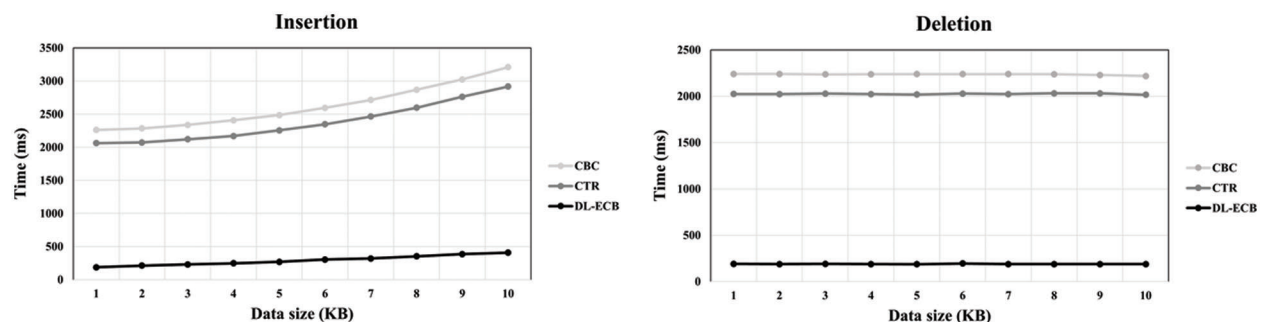 Insertion
3500
3000
2500
2000
1500
1000
500
0
Time (ms)
1 2 3 4 5 6 7 8 9 10
Data size (KB)
CBC
CTR
DL-ECB
Deletion
2500
2000
1500
1000
500
0
Time (ms)
1 2 3 4 5 6 7 8 9 10
Data size (KB)
CBC
CTR
DL-ECB